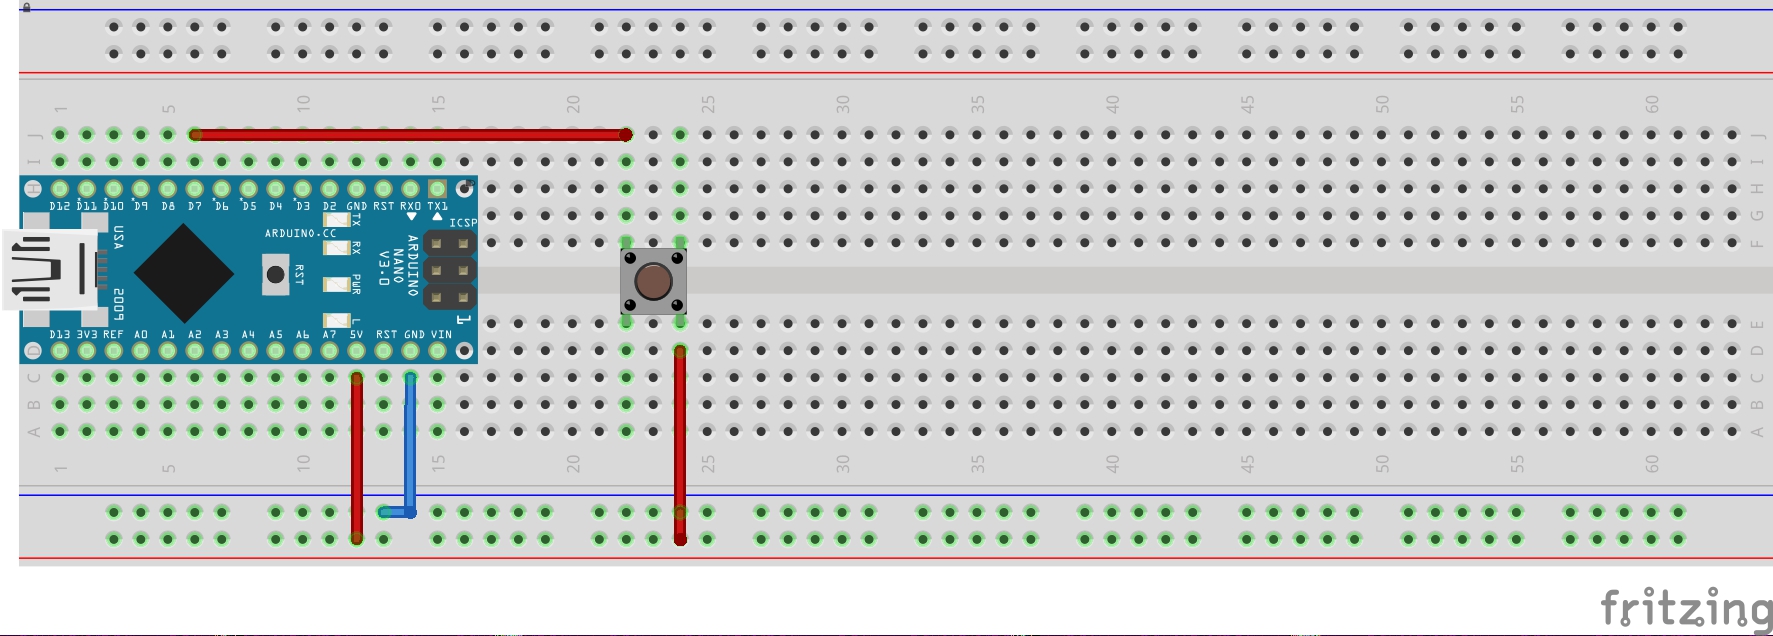 1 5 10 15 20 25 30 35 40 45 50 55 60
J J
I I
H H
D12 D11 D10 D9 D8 D7 D6 D5 D4 D3 D2 GND RST RX0 TX1
TX
ICSP
G G
USA
ARDUINO.CC
RX
ARDUINO
NANO
V3.0
F F
RST
PWR
2009
L
1
E E
D13 3V3 REF A0 A1 A2 A3 A4 A5 A6 A7 5V RST GND VIN
D D
C C
B B
A A
1 5 10 15 20 25 30 35 40 45 50 55 60
fritzing